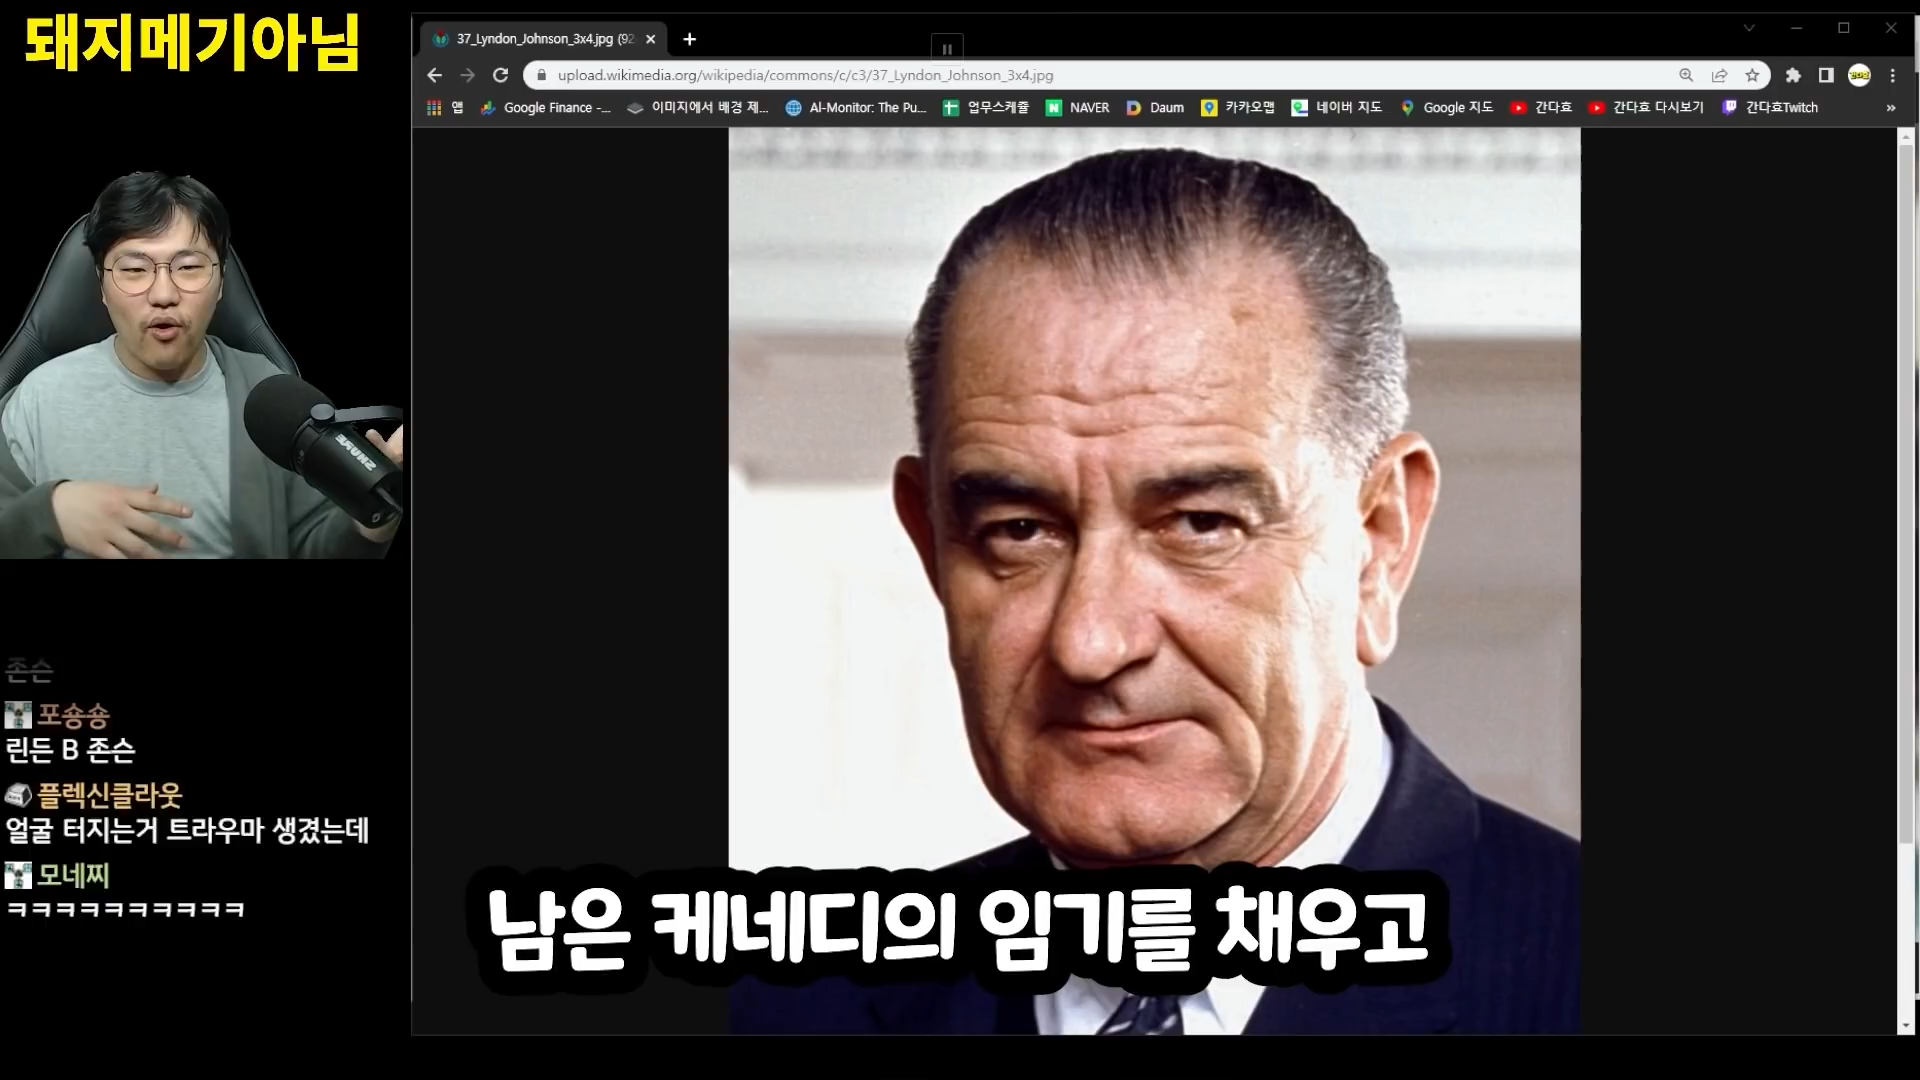 돼지메기아님
37_Lyndon_Johnson_3x4.jpg (92
upload.wikimedia.org/wikipedia/commons/c/c3/37_Lyndon_Johnson_3x4.jpg
앱 Google Finance -... 이미지에서 배경 제... Al-Monitor: The Pu... 업무스케쥴 NAVER Daum 카카오맵 네이버 지도 Google 지도 간다효 간다효 다시보기 간다효Twitch »
SHURE
존슨
포숑숑
린든 B 존슨
플렉신클라웃
얼굴 터지는거 트라우마 생겼는데
모네찌
ㅋㅋㅋㅋㅋㅋㅋㅋㅋㅋ
남은 케네디의 임기를 채우고